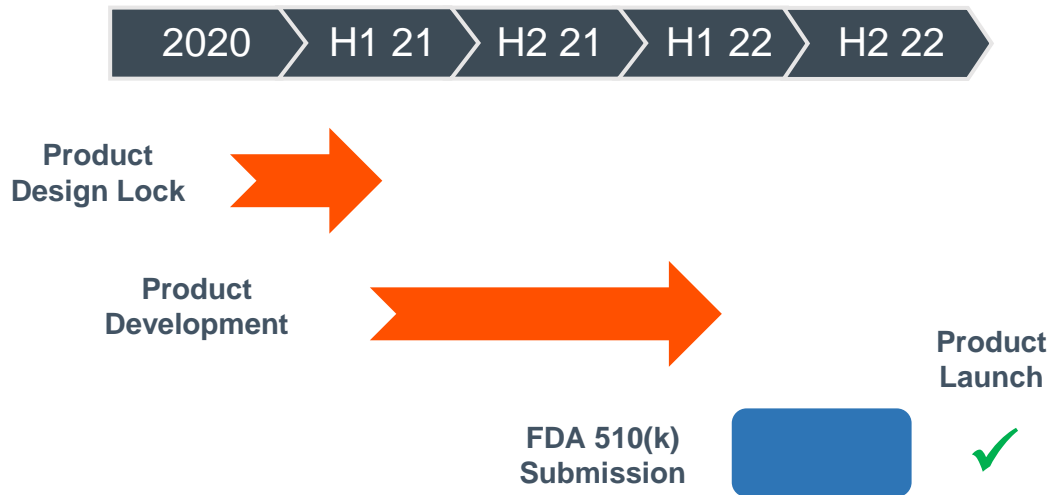 2020 H1 21 H2 21 H1 22 H2 22
Product
Design Lock
Product
Development
Product
Launch
FDA 510(k)
Submission